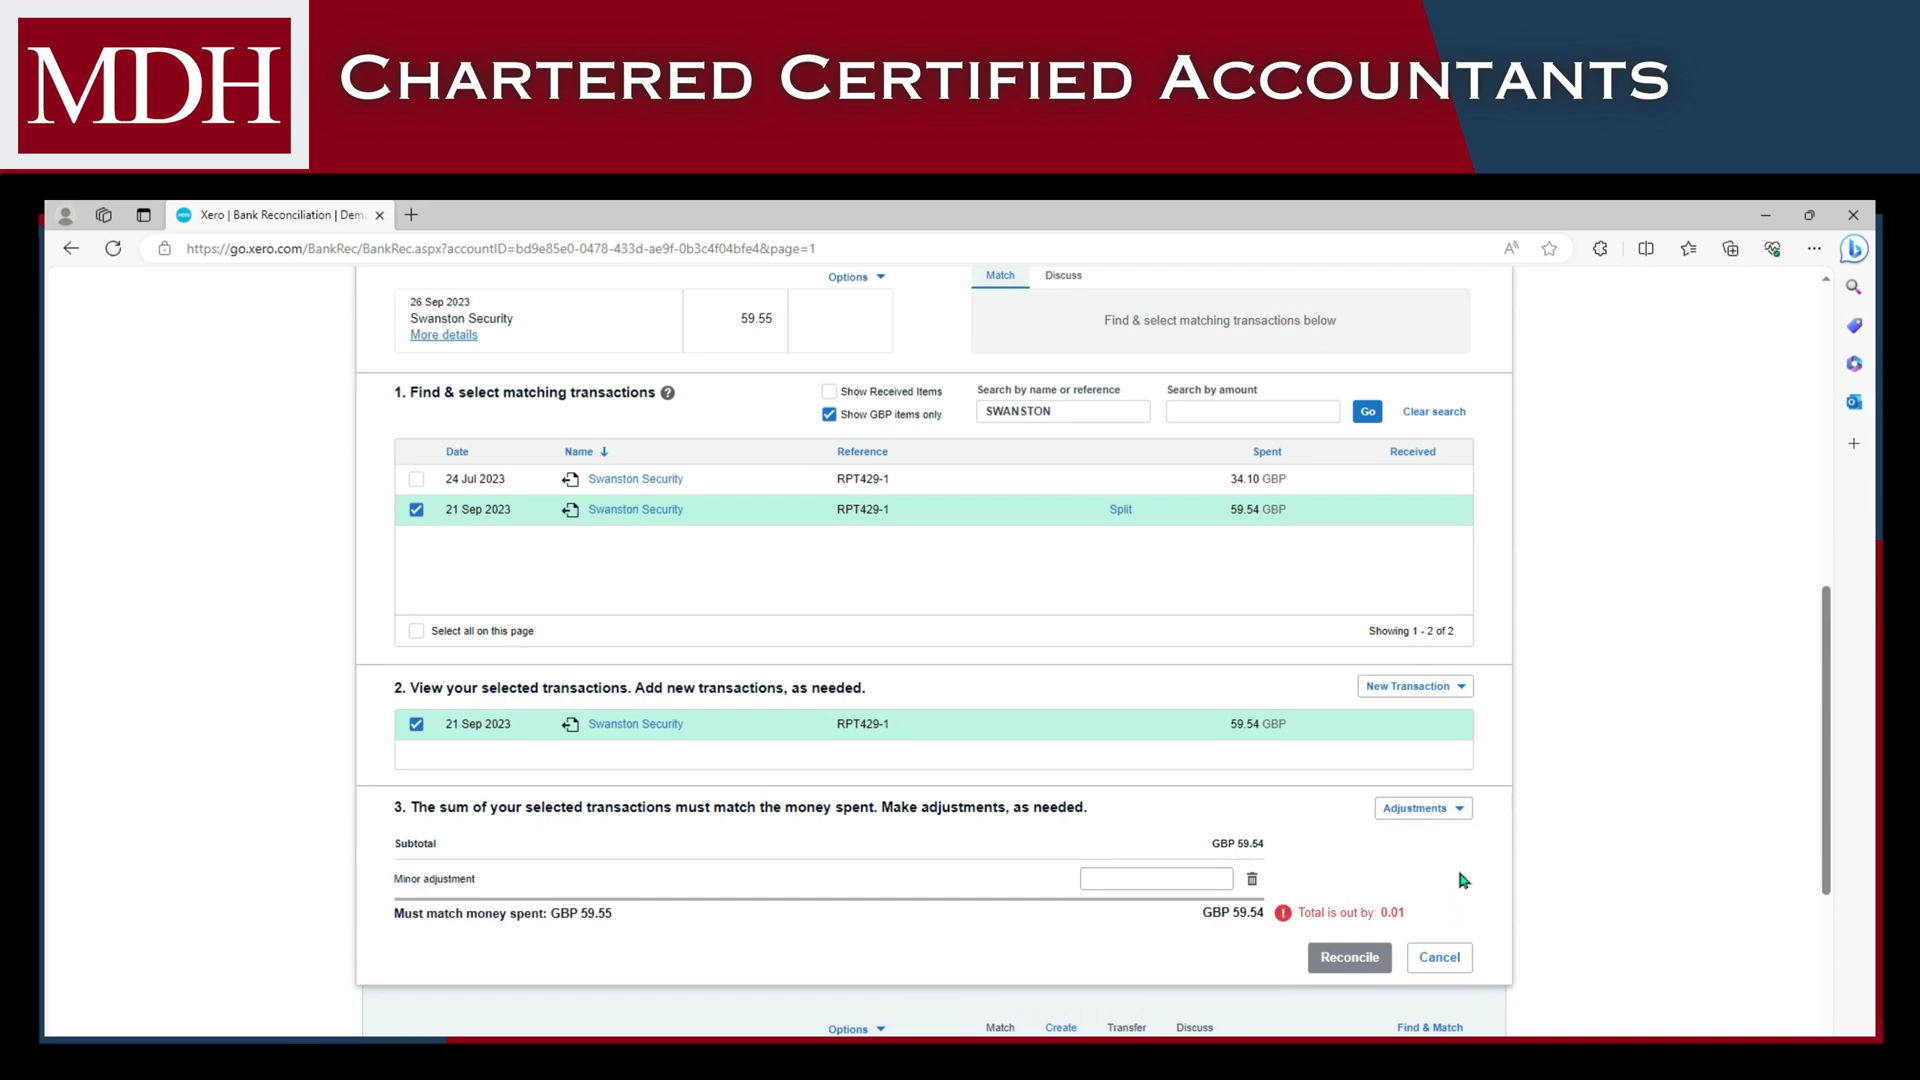 MDH
CHARTERED CERTIFIED ACCOUNTANTS
Xero | Bank Reconciliation | Dem
https://go.xero.com/BankRec/BankRec.aspx?accountID=bd9e85e0-0478-433d-ae9f-0b3c4f04bfe4&page=1
Options Match Discuss
26 Sep 2023
Swanston Security 59.55
More details
Find & select matching transactions below
1. Find & select matching transactions ?
Show Received Items Search by name or reference Search by amount
Show GBP items only SWANSTON Go Clear search
Date Name Reference Spent Received
24 Jul 2023 Swanston Security RPT429-1 34.10 GBP
21 Sep 2023 Swanston Security RPT429-1 Split 59.54 GBP
Select all on this page Showing 1 - 2 of 2
2. View your selected transactions. Add new transactions, as needed. New Transaction
21 Sep 2023 Swanston Security RPT429-1 59.54 GBP
3. The sum of your selected transactions must match the money spent. Make adjustments, as needed. Adjustments
Subtotal GBP 59.54
Minor adjustment
Must match money spent: GBP 59.55 GBP 59.54 ! Total is out by: 0.01
Reconcile Cancel
Options Match Create Transfer Discuss Find & Match